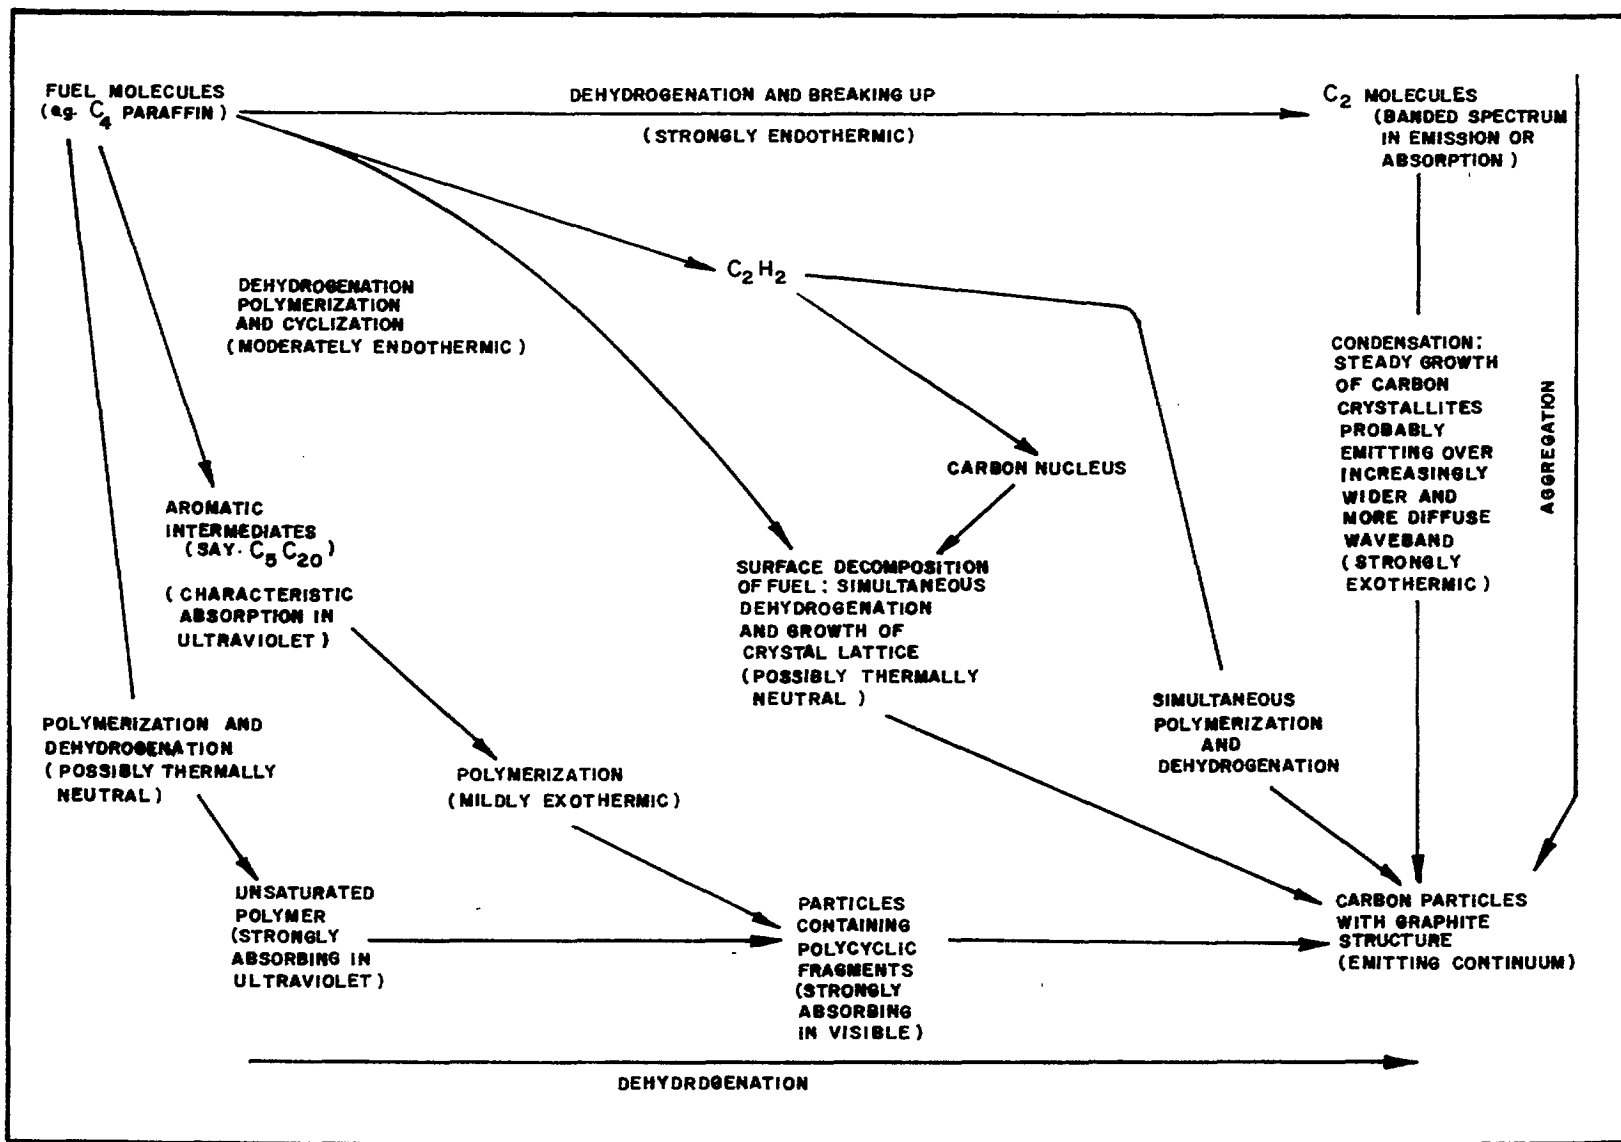 FUEL MOLECULES
(eg. C4 PARAFFIN)
DEHYDROGENATION AND BREAKING UP
(STRONGLY ENDOTHERMIC)
C2 MOLECULES
(BANDED SPECTRUM
IN EMISSION OR
ABSORPTION)
C2H2
DEHYDROGENATION
POLYMERIZATION
AND CYCLIZATION
(MODERATELY ENDOTHERMIC)
CONDENSATION:
STEADY GROWTH
OF CARBON
CRYSTALLITES
PROBABLY
EMITTING OVER
INCREASINGLY
WIDER AND
MORE DIFFUSE
WAVEBAND
(STRONGLY
EXOTHERMIC)
AGGREGATION
CARBON NUCLEUS
AROMATIC
INTERMEDIATES
(SAY. C5C20)
(CHARACTERISTIC
ABSORPTION IN
ULTRAVIOLET)
SURFACE DECOMPOSITION
OF FUEL: SIMULTANEOUS
DEHYDROGENATION
AND GROWTH OF
CRYSTAL LATTICE
(POSSIBLY THERMALLY
NEUTRAL)
SIMULTANEOUS
POLYMERIZATION
AND
DEHYDROGENATION
POLYMERIZATION AND
DEHYDROGENATION
(POSSIBLY THERMALLY
NEUTRAL)
POLYMERIZATION
(MILDLY EXOTHERMIC)
UNSATURATED
POLYMER
(STRONGLY
ABSORBING IN
ULTRAVIOLET)
PARTICLES
CONTAINING
POLYCYCLIC
FRAGMENTS
(STRONGLY
ABSORBING
IN VISIBLE)
CARBON PARTICLES
WITH GRAPHITE
STRUCTURE
(EMITTING CONTINUUM)
DEHYDROGENATION